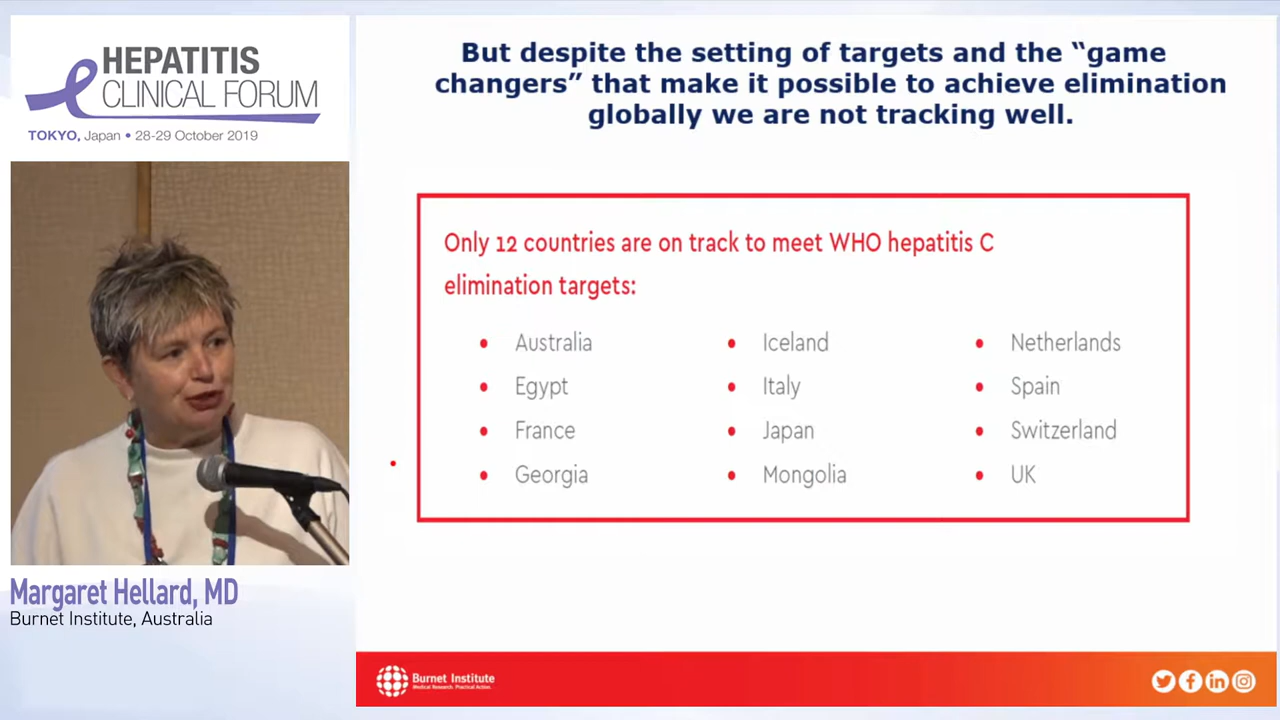 HEPATITIS
CLINICAL FORUM
TOKYO, Japan • 28-29 October 2019
But despite the setting of targets and the “game
changers” that make it possible to achieve elimination
globally we are not tracking well.
Only 12 countries are on track to meet WHO hepatitis C
elimination targets:
• Australia
• Egypt
• France
• Georgia
• Iceland
• Italy
• Japan
• Mongolia
• Netherlands
• Spain
• Switzerland
• UK
Margaret Hellard, MD
Burnet Institute, Australia
Burnet Institute
Medical Research. Practical Action.